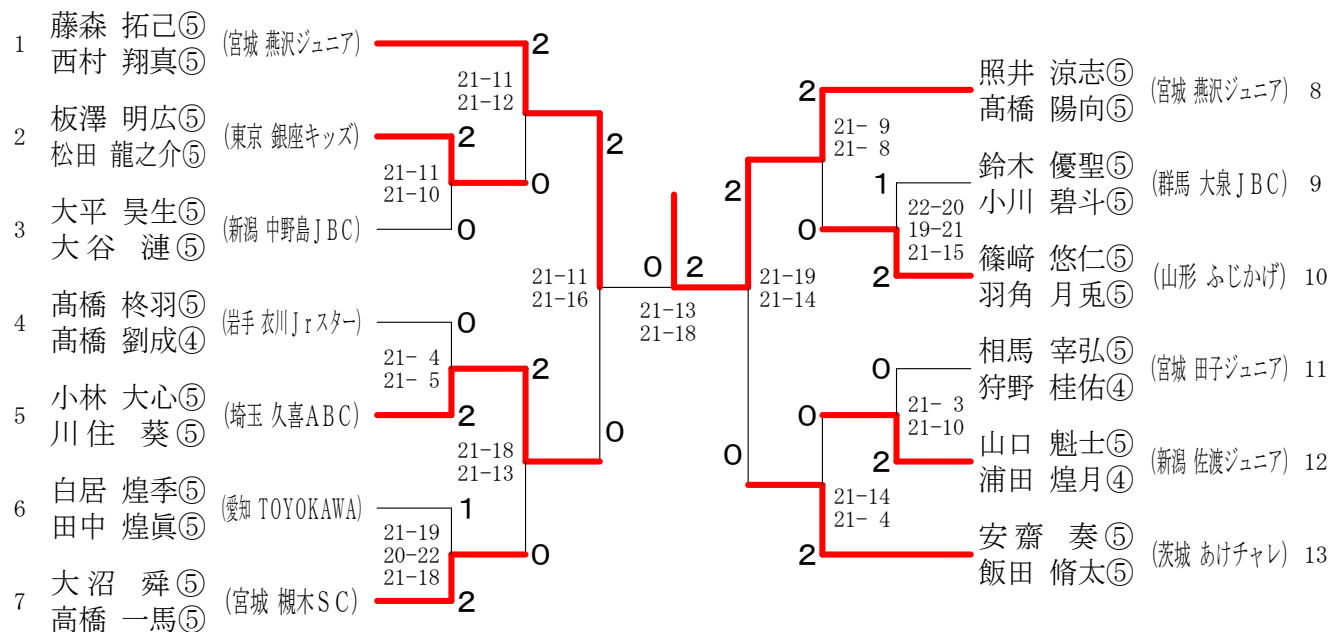 1 藤森 拓己⑤ (宮城 燕沢ジュニア)
西村 翔真⑤
2 板澤 明広⑤ (東京 銀座キッズ)
松田 龍之介⑤
3 大平 昊生⑤ (新潟 中野島JBC)
大谷 漣⑤
4 髙橋 柊羽⑤ (岩手 衣川Jrスター)
髙橋 劉成④
5 小林 大心⑤ (埼玉 久喜ABC)
川住 葵⑤
6 白居 煌季⑤ (愛知 TOYOKAWA)
田中 煌眞⑤
7 大沼 舜⑤ (宮城 槻木SC)
高橋 一馬⑤
2
21-11
21-12
0
2
21-11
21-10
0
2
0
21- 4
21- 5
2
2
21-18
21-13
0
1
21-19
20-22
21-18
2
0
21-11
21-16
0 2
21-13
21-18
2
21-19
21-14
0
2
21- 9
21- 8
0
1
22-20
19-21
21-15
2
0
21- 3
21-10
2
0
21-14
21- 4
2
照井 涼志⑤ (宮城 燕沢ジュニア) 8
髙橋 陽向⑤
鈴木 優聖⑤ (群馬 大泉JBC) 9
小川 碧斗⑤
篠﨑 悠仁⑤ (山形 ふじかげ) 10
羽角 月兎⑤
相馬 宰弘⑤ (宮城 田子ジュニア) 11
狩野 桂佑④
山口 魁士⑤ (新潟 佐渡ジュニア) 12
浦田 煌月④
安齋 奏⑤ (茨城 あけチャレ) 13
飯田 脩太⑤